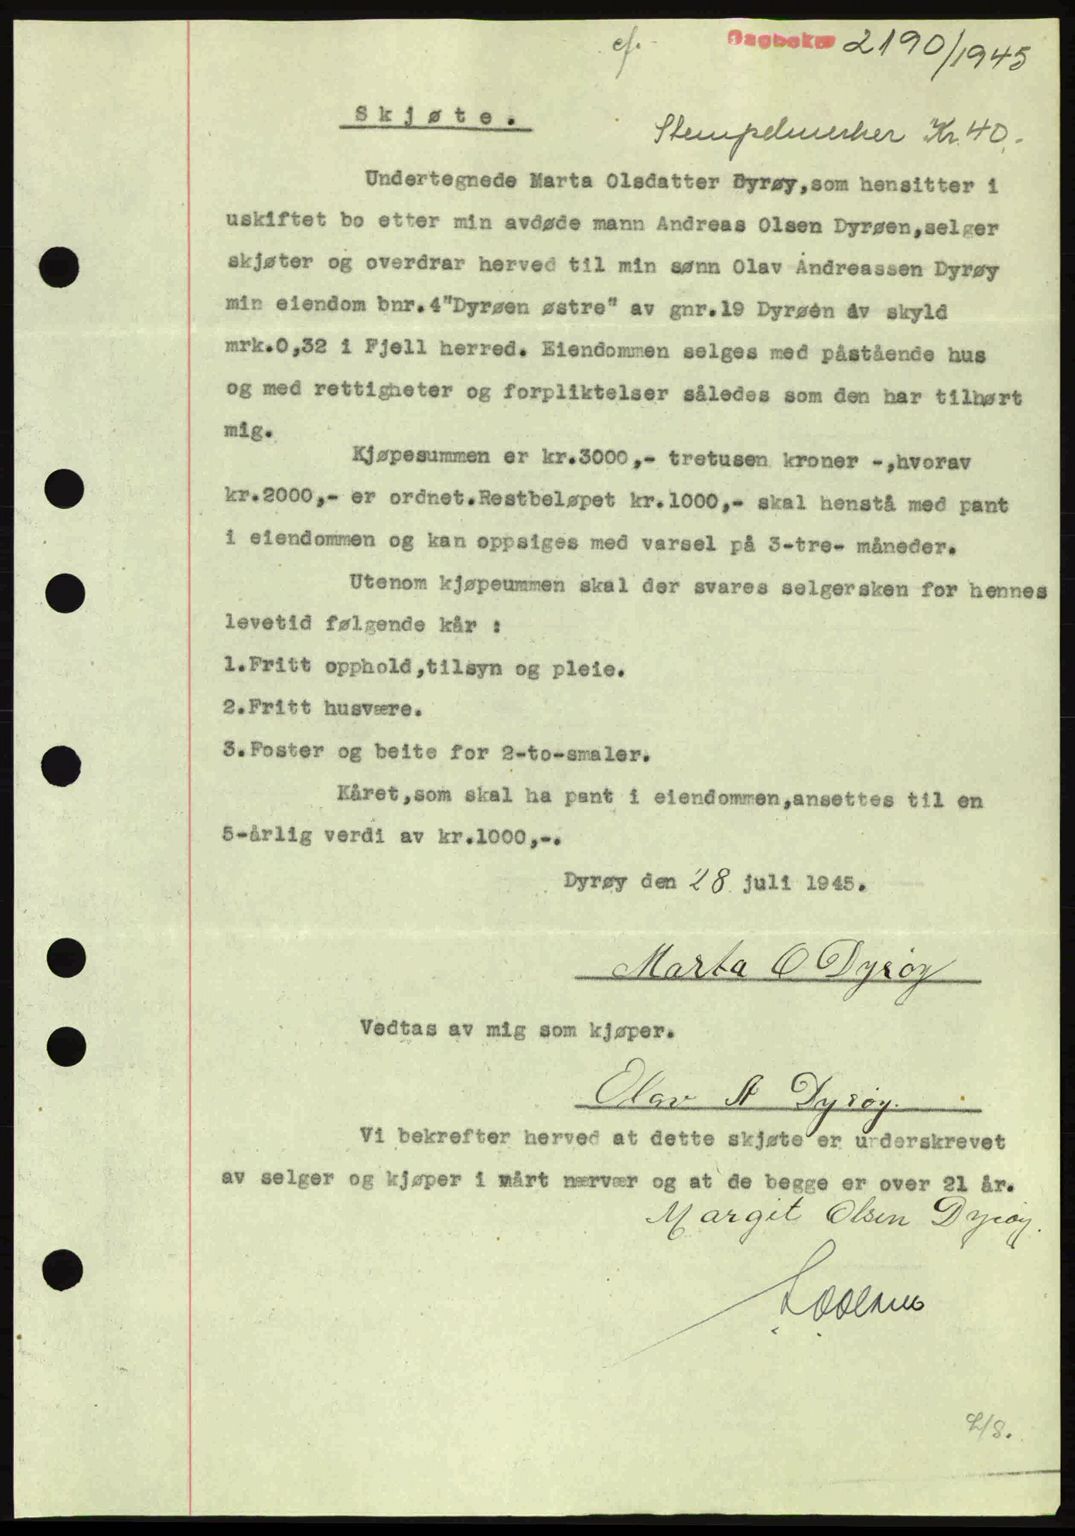 ef. Dagboknr 2190/1945
Skjøte.
Stempelmerker Kr. 40.-
Undertegnede Marta Olsdatter Dyrøy,som hensitter i
uskiftet bo etter min avdøde mann Andreas Olsen Dyrøen,selger
skjøter og overdrar herved til min sønn Olav Andreassen Dyrøy
min eiendom bnr.4"Dyrøen østre" av gnr.19 Dyrøen av skyld
mrk.0,32 i Fjell herred. Eiendommen selges med påstående hus
og med rettigheter og forpliktelser således som den har tilhørt
mig.
Kjøpesummen er kr.3000,- tretusen kroner -,hvorav
kr.2000,- er ordnet.Restbeløpet kr.1000,- skal henstå med pant
i eiendommen og kan oppsiges med varsel på 3-tre- måneder.
Utenom kjøpeummen skal der svares selgersken for hennes
levetid følgende kår :
1.Fritt opphold,tilsyn og pleie.
2.Fritt husvære.
3.Foster og beite for 2-to-smaler.
Kåret,som skal ha pant i eiendommen,ansettes til en
5-årlig verdi av kr.1000,-.
Dyrøy den 28 juli 1945.
Marta O Dyrøy
Vedtas av mig som kjøper.
Olav A Dyrøy.
Vi bekrefter herved at dette skjøte er underskrevet
av selger og kjøper i vårt nærvær og at de begge er over 21 år.
Margit Olsen Dyrøy.